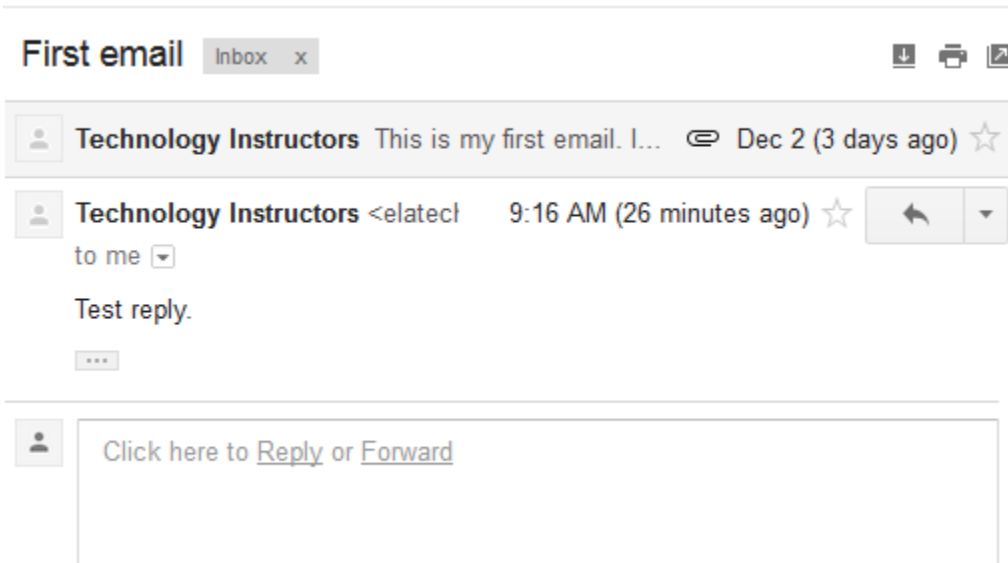 First email Inbox x
Technology Instructors This is my first email. I... Dec 2 (3 days ago)
Technology Instructors <elatech 9:16 AM (26 minutes ago)
to me
Test reply.
Click here to Reply or Forward